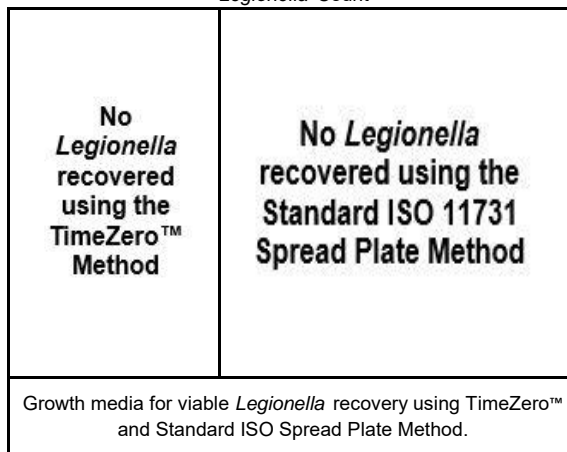 Legionella Count
No
Legionella
recovered
using the
TimeZero™
Method
No Legionella
recovered using the
Standard ISO 11731
Spread Plate Method
Growth media for viable Legionella recovery using TimeZero™
and Standard ISO Spread Plate Method.